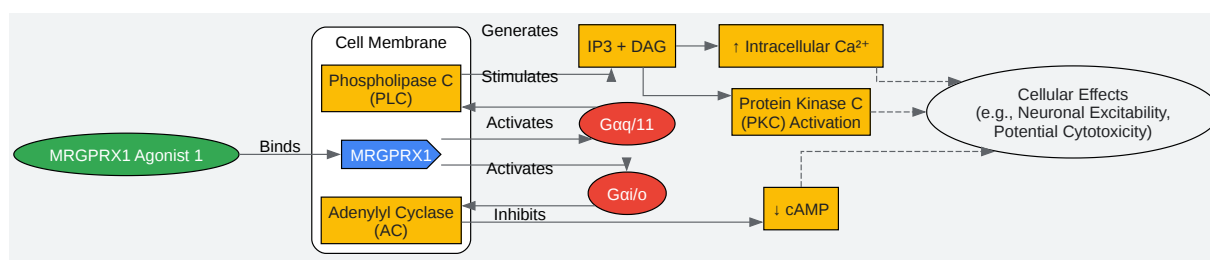 MRGPRX1 Agonist 1
Binds
Cell Membrane
Phospholipase C
(PLC)
MRGPRX1
Adenylyl Cyclase
(AC)
Generates
Stimulates
Activates
Activates
Inhibits
IP3 + DAG
Gαq/11
Gαi/o
↑ Intracellular Ca²⁺
Protein Kinase C
(PKC) Activation
↓ cAMP
Cellular Effects
(e.g., Neuronal Excitability,
Potential Cytotoxicity)